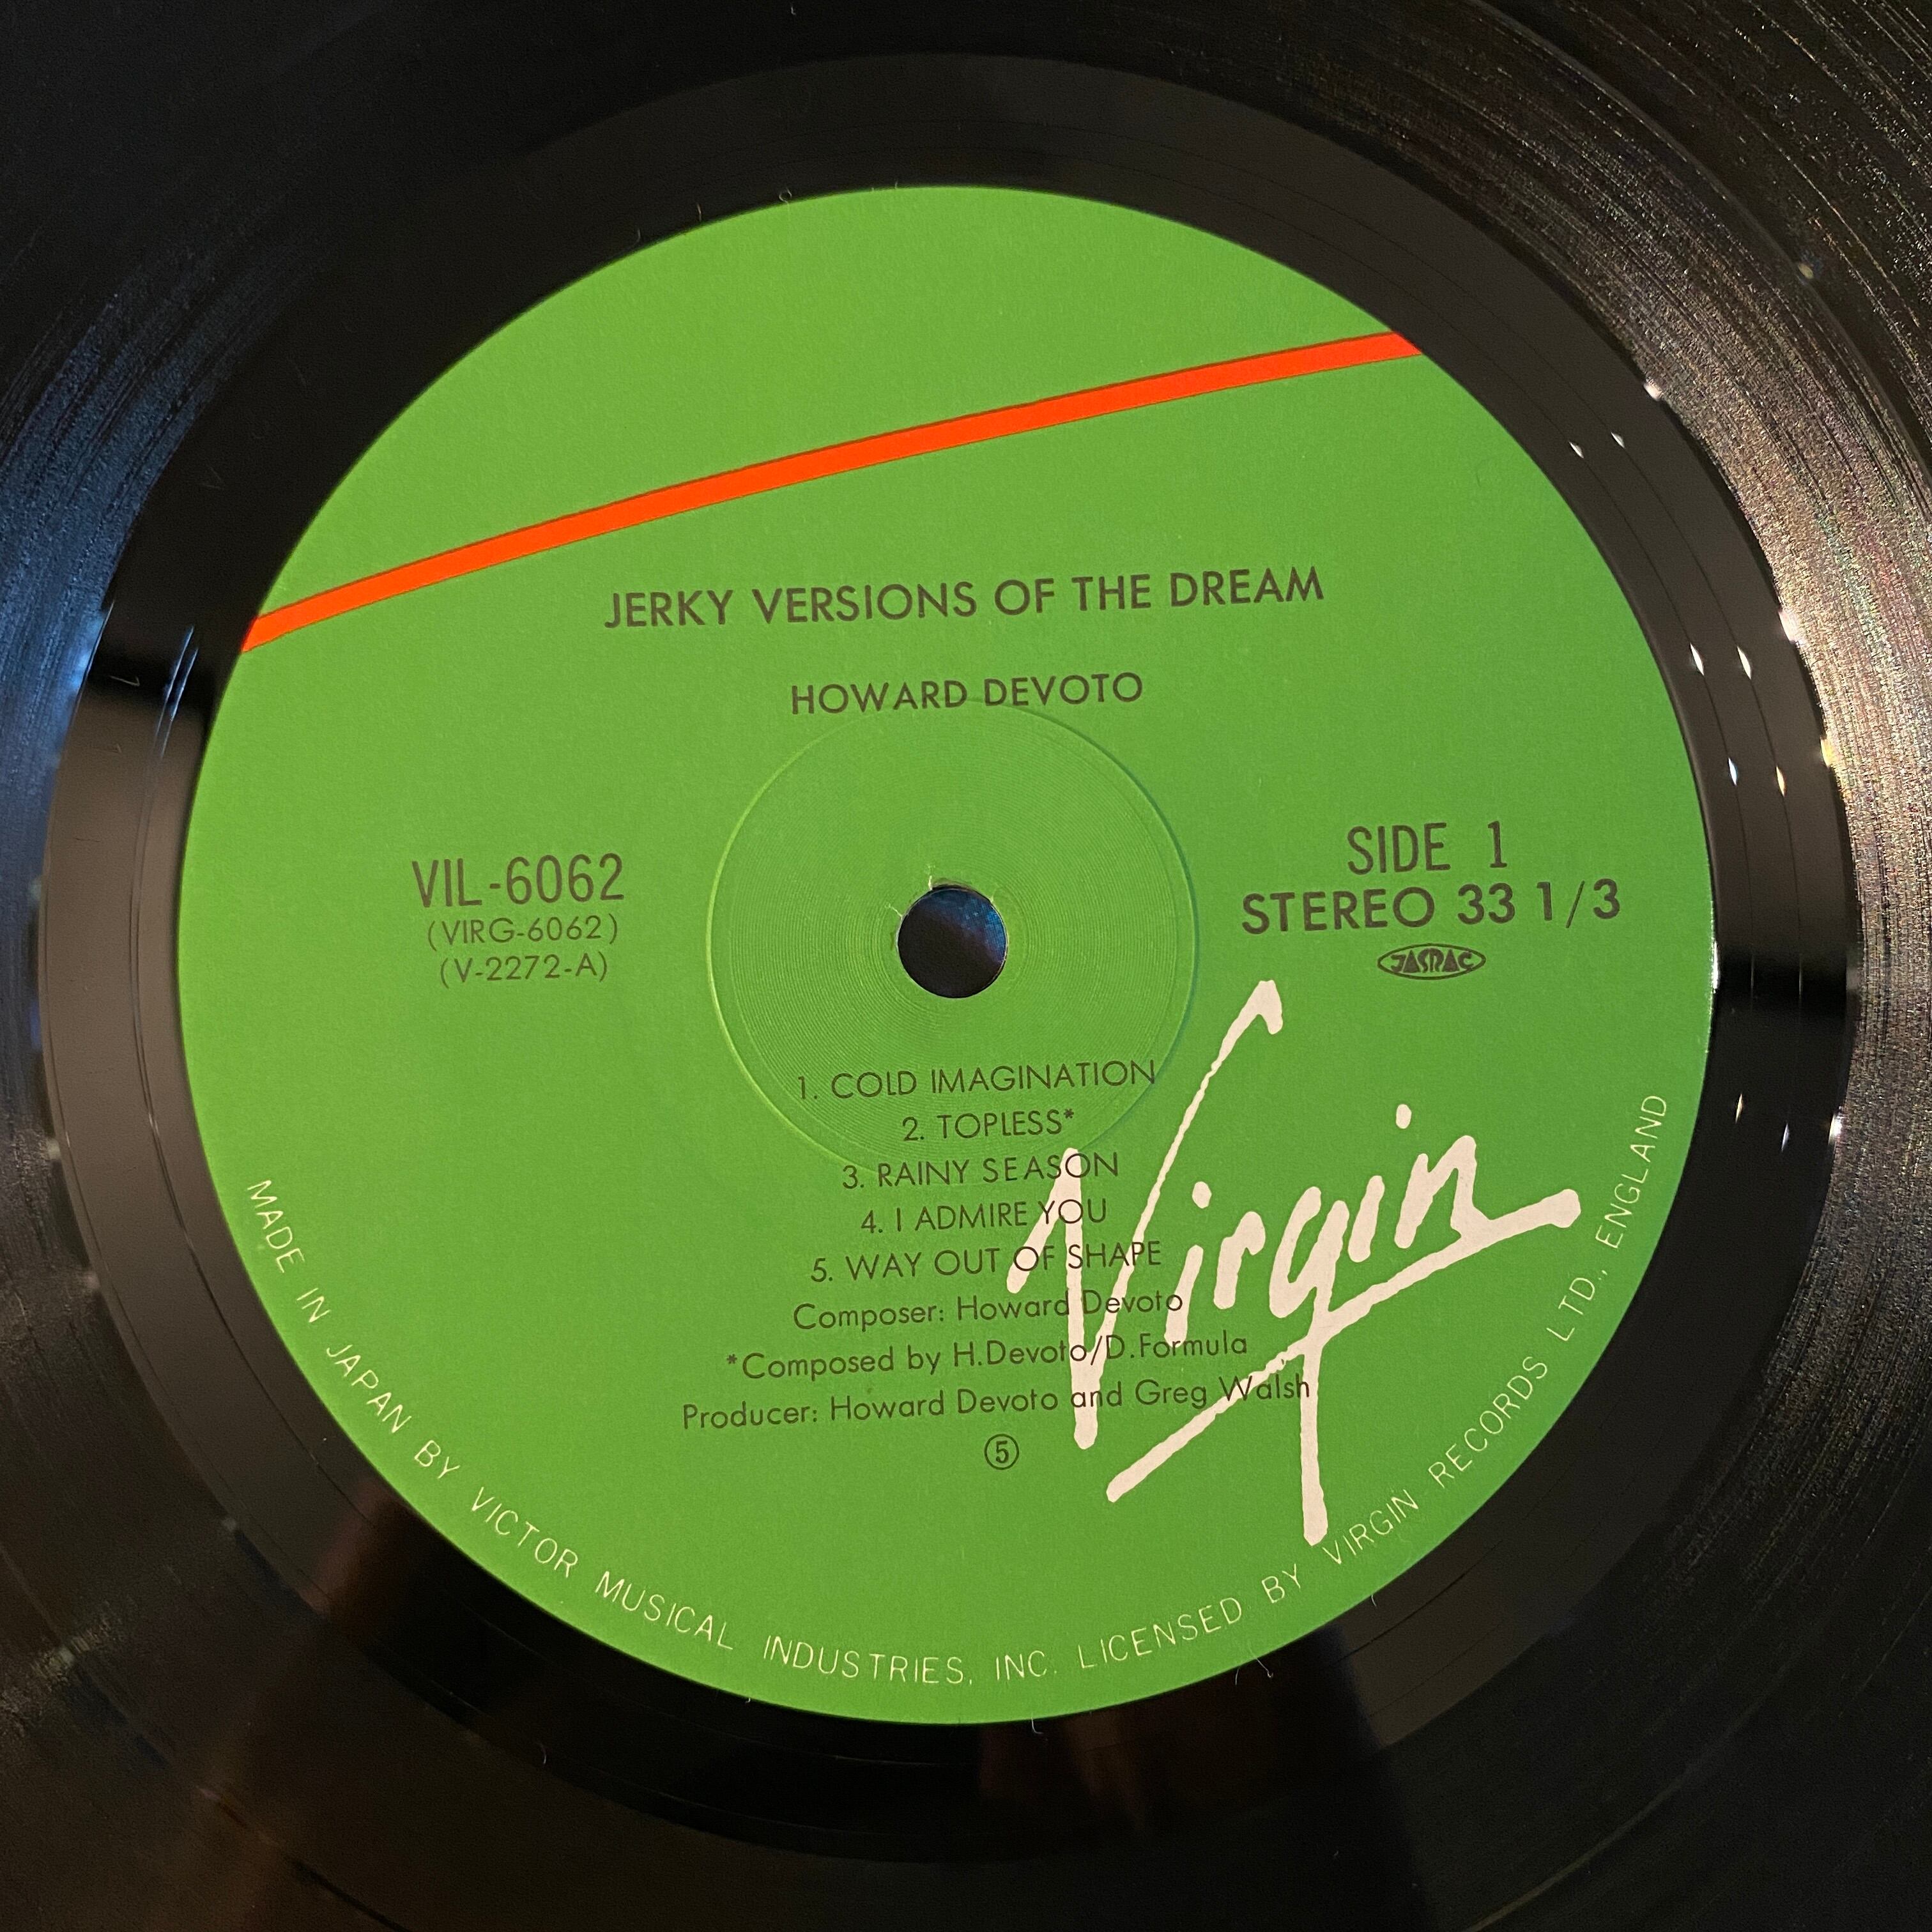 JERKY VERSIONS OF THE DREAM
HOWARD DEVOTO
VIL-6062
(VIRG-6062)
(V-2272-A)
SIDE 1
STEREO 33 1/3
JASRAC
1. COLD IMAGINATION
2. TOPLESS*
3. RAINY SEASON
4. I ADMIRE YOU
5. WAY OUT OF SHAPE
Composer: Howard Devoto
*Composed by H.Devoto/D.Formula
Producer: Howard Devoto and Greg Walsh
⑤
Virgin
MADE IN JAPAN BY VICTOR MUSICAL INDUSTRIES, INC. LICENSED BY VIRGIN RECORDS LTD., ENGLAND